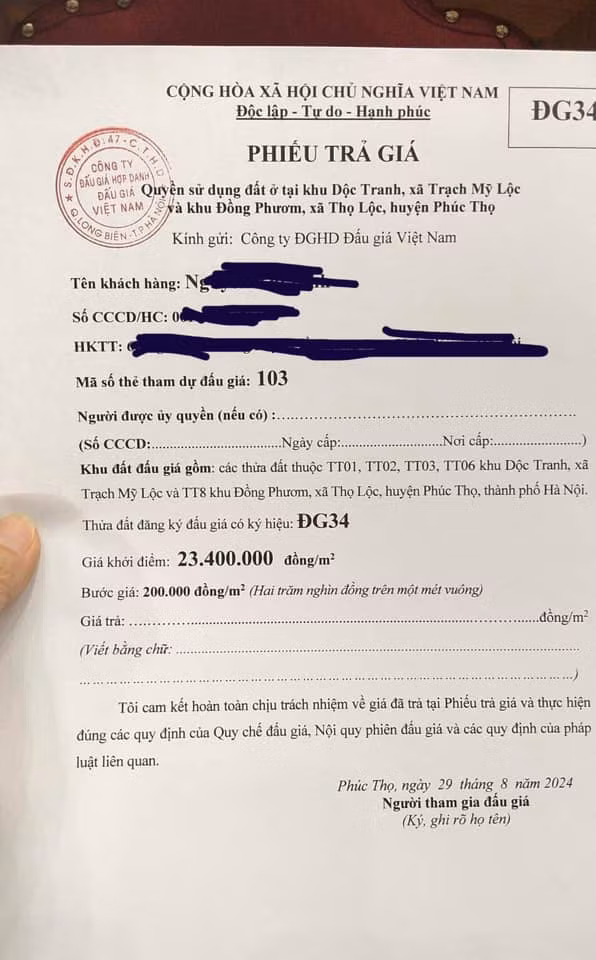 CỘNG HÒA XÃ HỘI CHỦ NGHĨA VIỆT NAM
Độc lập - Tự do - Hạnh phúc
ĐG34
PHIẾU TRẢ GIÁ
S.Đ.K.H.Đ:47-C.T.H.D
CÔNG TY
ĐẤU GIÁ HỢP DANH
ĐẤU GIÁ
VIỆT NAM
Q.LONG BIÊN-T.P HÀ NỘI
Quyền sử dụng đất ở tại khu Dộc Tranh, xã Trạch Mỹ Lộc
và khu Đồng Phươm, xã Thọ Lộc, huyện Phúc Thọ
Kính gửi: Công ty ĐGHD Đấu giá Việt Nam
Tên khách hàng: Ng
Số CCCD/HC: 0
HKTT:
Mã số thẻ tham dự đấu giá: 103
Người được ủy quyền (nếu có) :..............................................................
(Số CCCD:................................Ngày cấp:.........................Nơi cấp:.....................)
Khu đất đấu giá gồm: các thửa đất thuộc TT01, TT02, TT03, TT06 khu Dộc Tranh, xã
Trạch Mỹ Lộc và TT8 khu Đồng Phươm, xã Thọ Lộc, huyện Phúc Thọ, thành phố Hà Nội.
Thửa đất đăng ký đấu giá có ký hiệu: ĐG34
Giá khởi điểm: 23.400.000 đồng/m²
Bước giá: 200.000 đồng/m² (Hai trăm nghìn đồng trên một mét vuông)
Giá trả: ..............................................................................đồng/m²
(Viết bằng chữ: ....................................................................................
..............................................................................................................)
Tôi cam kết hoàn toàn chịu trách nhiệm về giá đã trả tại Phiếu trả giá và thực hiện
đúng các quy định của Quy chế đấu giá, Nội quy phiên đấu giá và các quy định của pháp
luật liên quan.
Phúc Thọ, ngày 29 tháng 8 năm 2024
Người tham gia đấu giá
(Ký, ghi rõ họ tên)